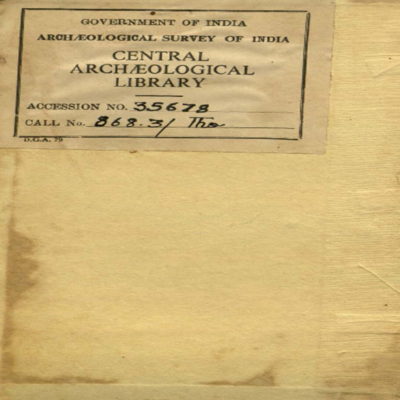 GOVERNMENT OF INDIA
ARCHÆOLOGICAL SURVEY OF INDIA
CENTRAL
ARCHÆOLOGICAL
LIBRARY
ACCESSION NO. 35678
CALL No. 868.3/ Tho
D.G.A. 79